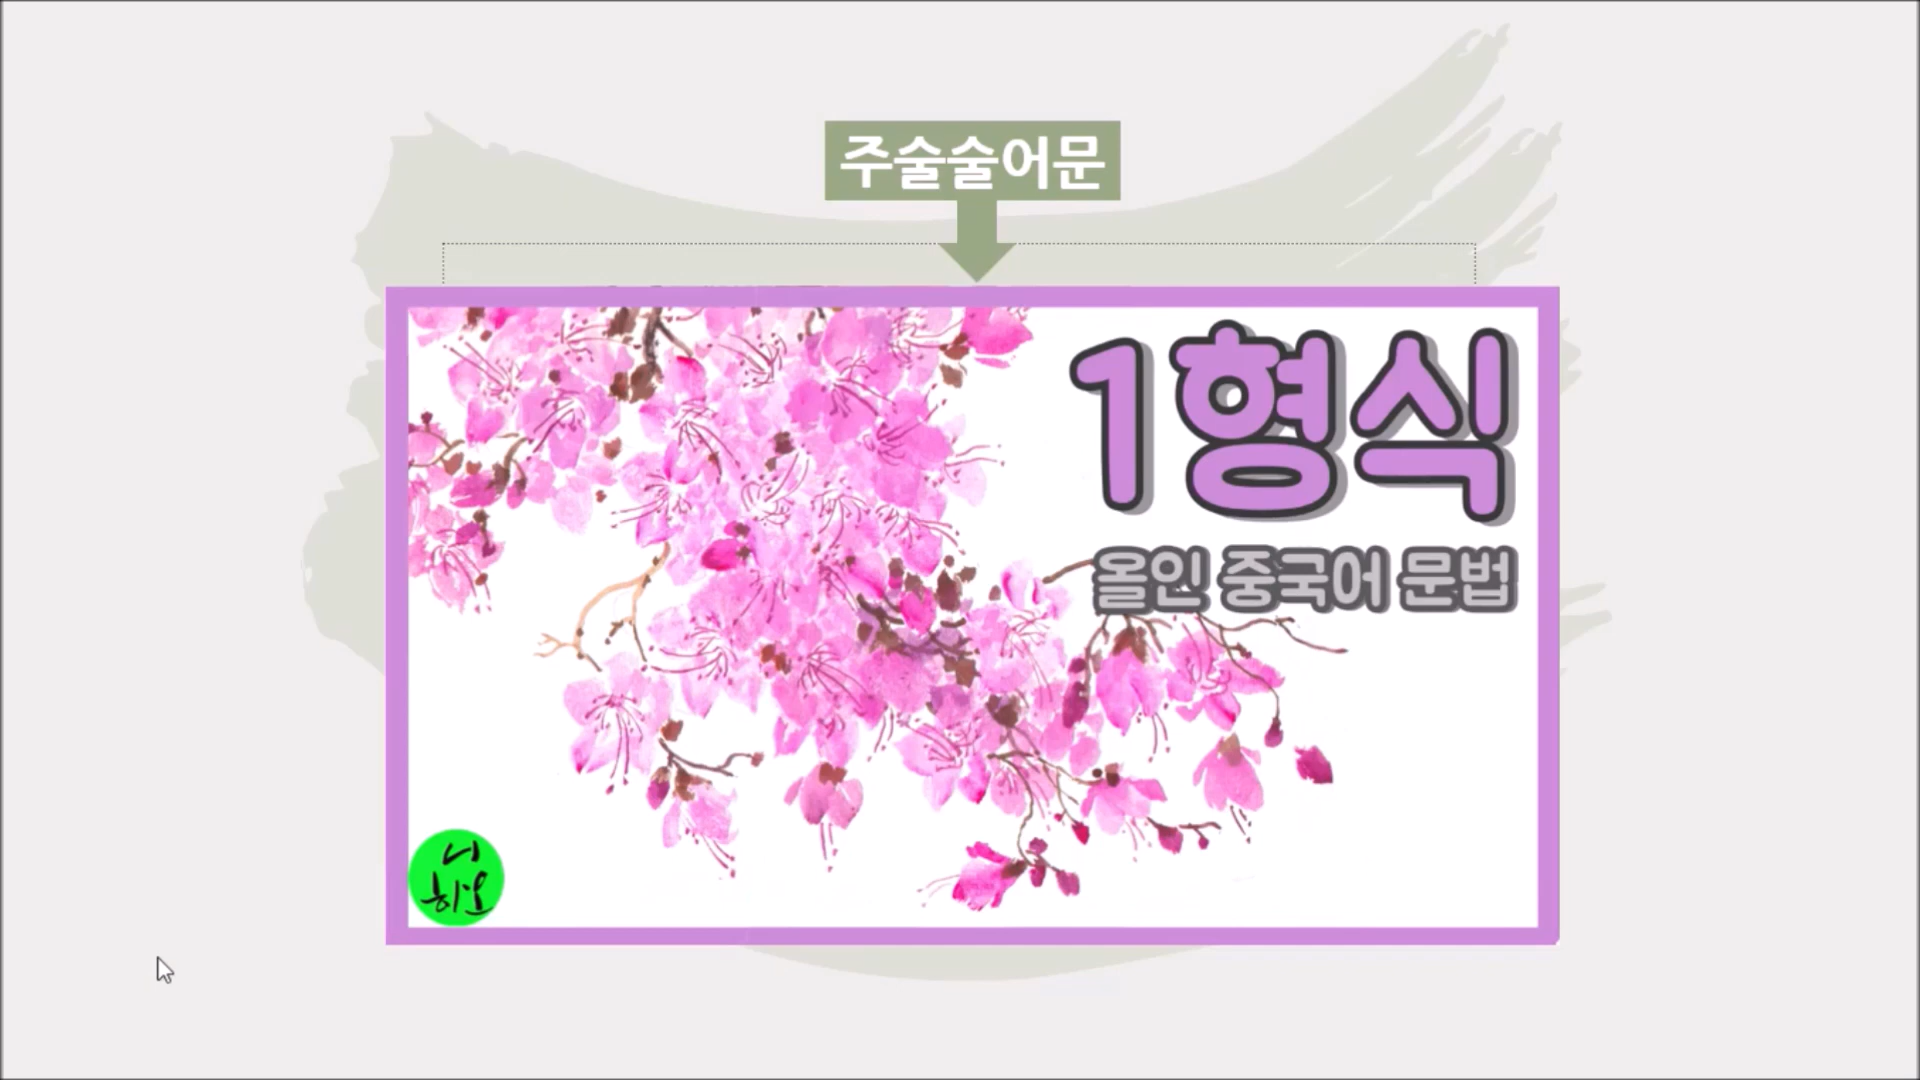 주술술어문
1형식
올인 중국어 문법
니
하오